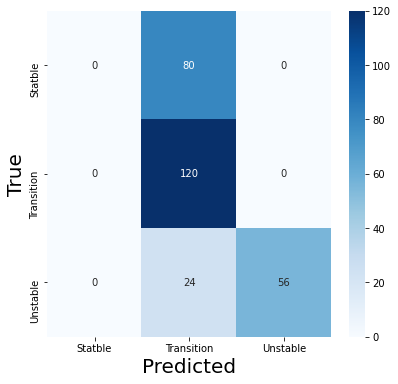 True
Statble
Transition
Unstable
0 80 0
0 120 0
0 24 56
Statble Transition Unstable
Predicted
120
100
80
60
40
20
0